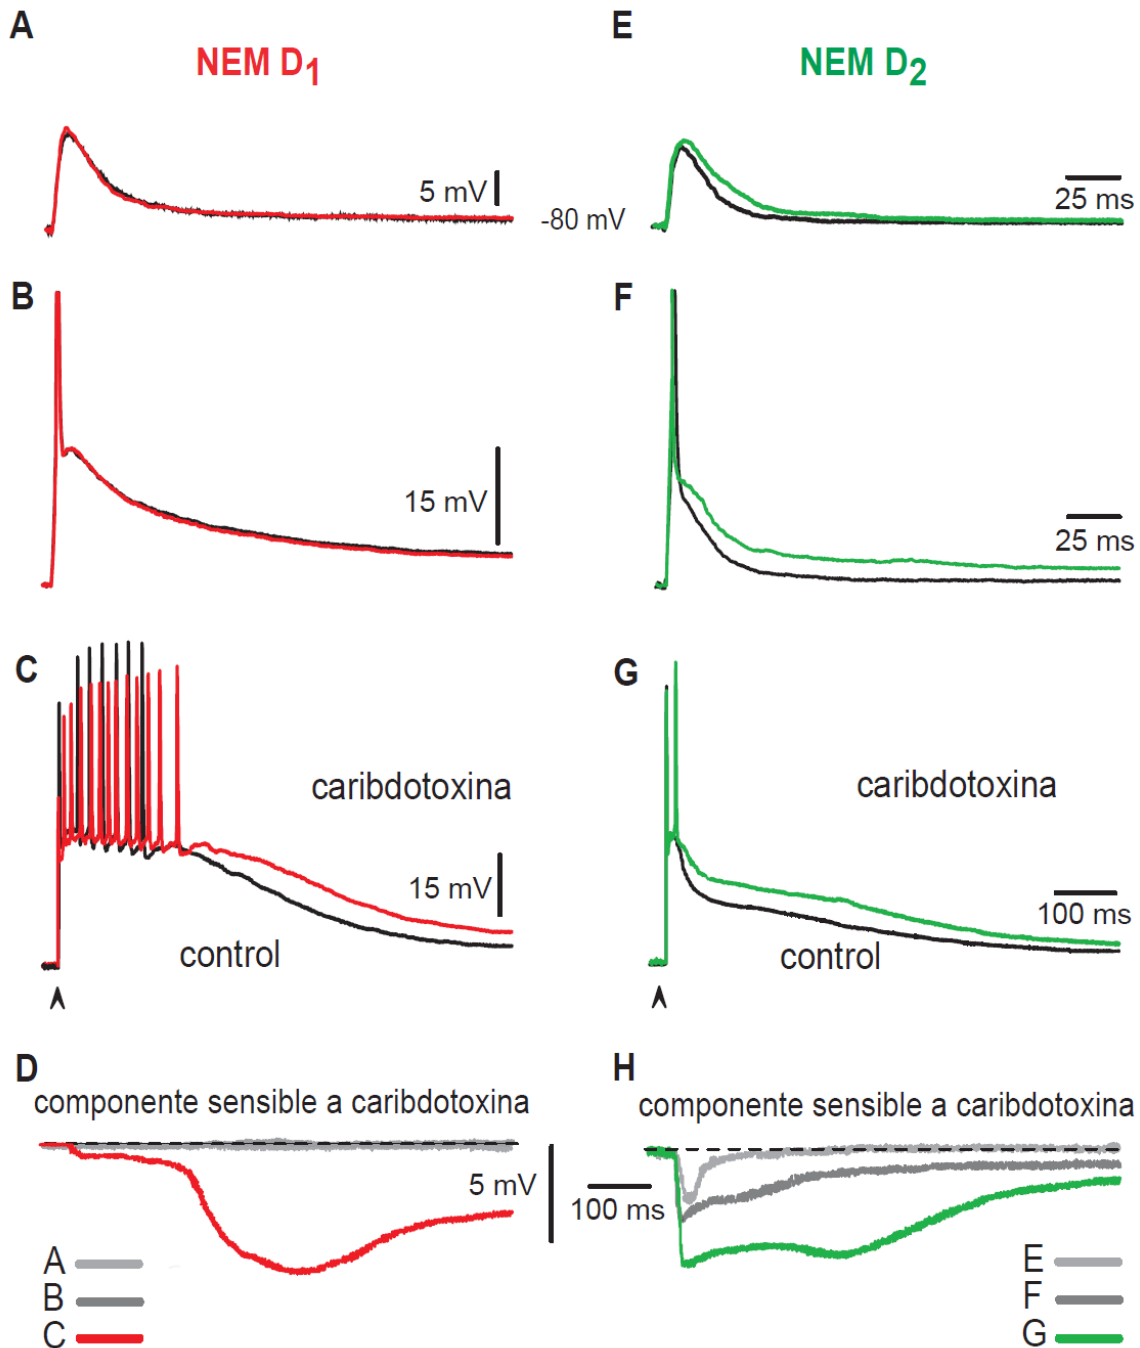 A
NEM D1
5 mV
-80 mV
E
NEM D2
25 ms
B
15 mV
F
25 ms
C
caribdotoxina
15 mV
control
G
caribdotoxina
100 ms
control
D
componente sensible a caribdotoxina
5 mV
A
B
C
H
componente sensible a caribdotoxina
100 ms
E
F
G